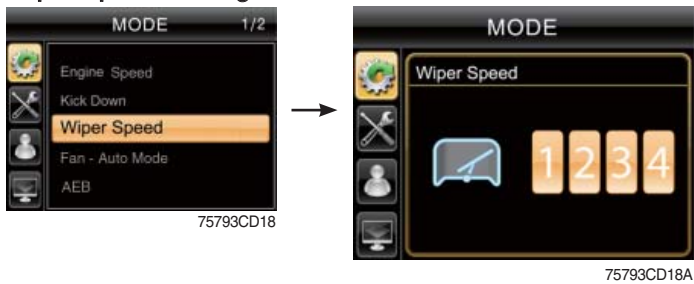 MODE 1/2
Engine Speed
Kick Down
Wiper Speed
Fan - Auto Mode
AEB
75793CD18
MODE
Wiper Speed
1 2 3 4
75793CD18A